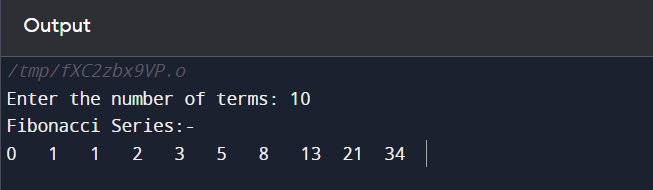 Output
/tmp/fXC2zbx9VP.o
Enter the number of terms: 10
Fibonacci Series:-
0 1 1 2 3 5 8 13 21 34